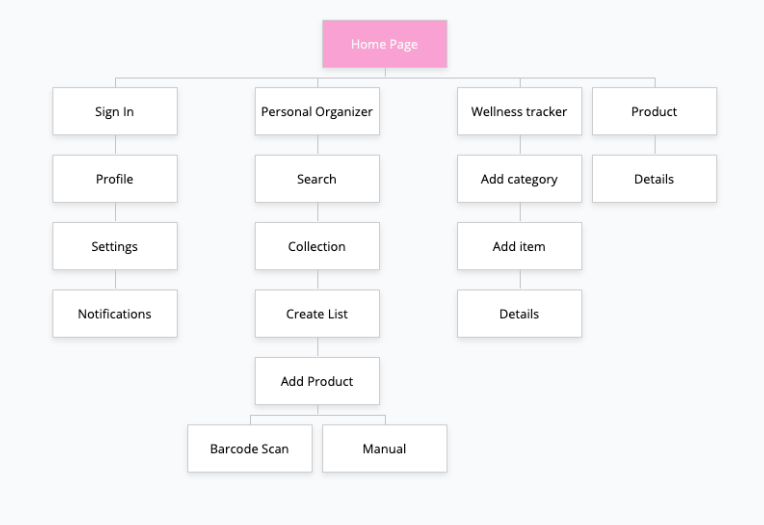 Home Page
Sign In
Personal Organizer
Wellness tracker
Product
Profile
Search
Add category
Details
Settings
Collection
Add item
Notifications
Create List
Details
Add Product
Barcode Scan
Manual